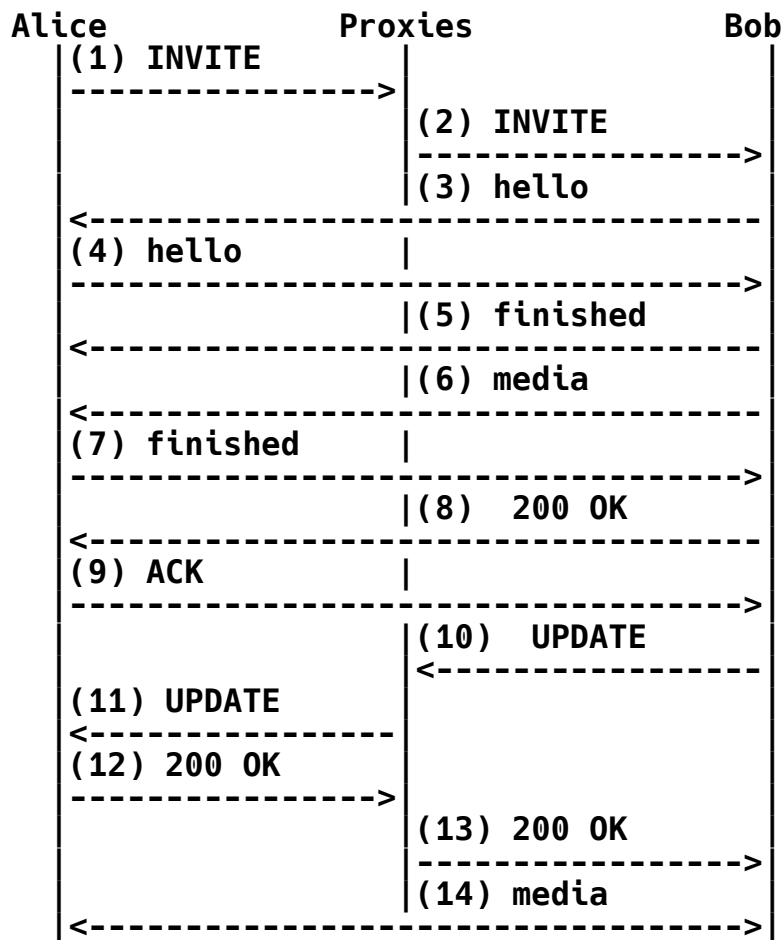 Alice Proxies Bob
(1) INVITE
(2) INVITE
(3) hello
(4) hello
(5) finished
(6) media
(7) finished
(8) 200 OK
(9) ACK
(10) UPDATE
(11) UPDATE
(12) 200 OK
(13) 200 OK
(14) media